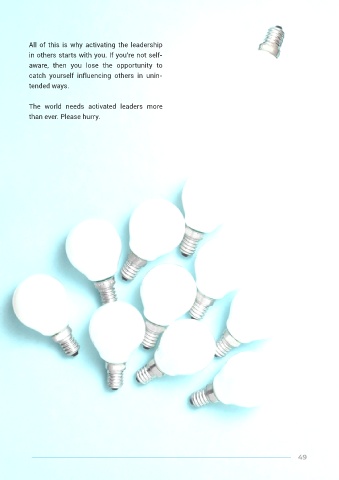 All of this is why activating the leadership
in others starts with you. If you're not self-
aware, then you lose the opportunity to
catch yourself influencing others in unin-
tended ways.
The world needs activated leaders more
than ever. Please hurry.
49